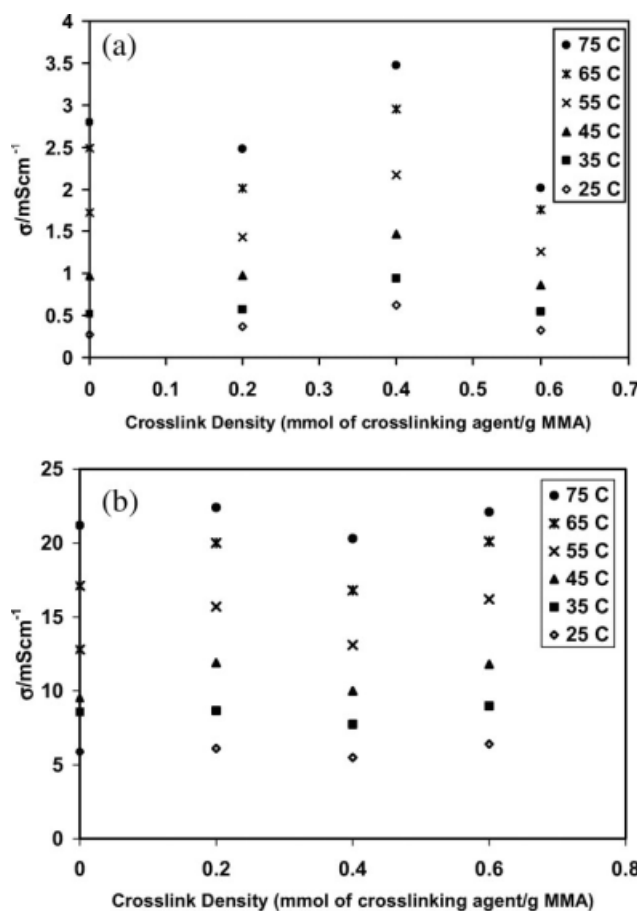 (a)
4
3.5
3
2.5
2
1.5
1
0.5
0
σ/mScm⁻¹
75 C
65 C
55 C
45 C
35 C
25 C
0 0.1 0.2 0.3 0.4 0.5 0.6 0.7
Crosslink Density (mmol of crosslinking agent/g MMA)
(b)
25
20
15
10
5
0
σ/mScm⁻¹
75 C
65 C
55 C
45 C
35 C
25 C
0 0.2 0.4 0.6 0.8
Crosslink Density (mmol of crosslinking agent/g MMA)